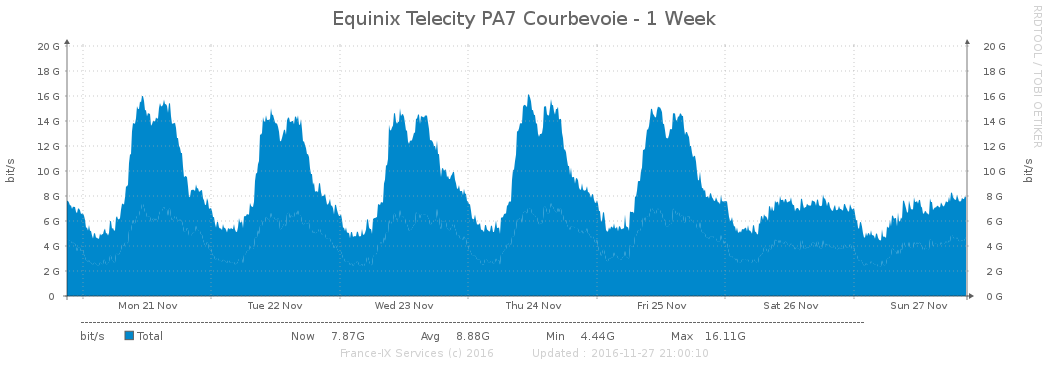 Equinix Telecity PA7 Courbevoie - 1 Week
RRDTOOL / TOBI OETIKER
20 G 20 G
18 G 18 G
16 G 16 G
14 G 14 G
12 G 12 G
10 G 10 G
8 G 8 G
6 G 6 G
4 G 4 G
2 G 2 G
0 0 G
bit/s
bit/s
Mon 21 Nov Tue 22 Nov Wed 23 Nov Thu 24 Nov Fri 25 Nov Sat 26 Nov Sun 27 Nov
bit/s Total Now 7.87G Avg 8.88G Min 4.44G Max 16.11G
France-IX Services (c) 2016 Updated : 2016-11-27 21:00:10